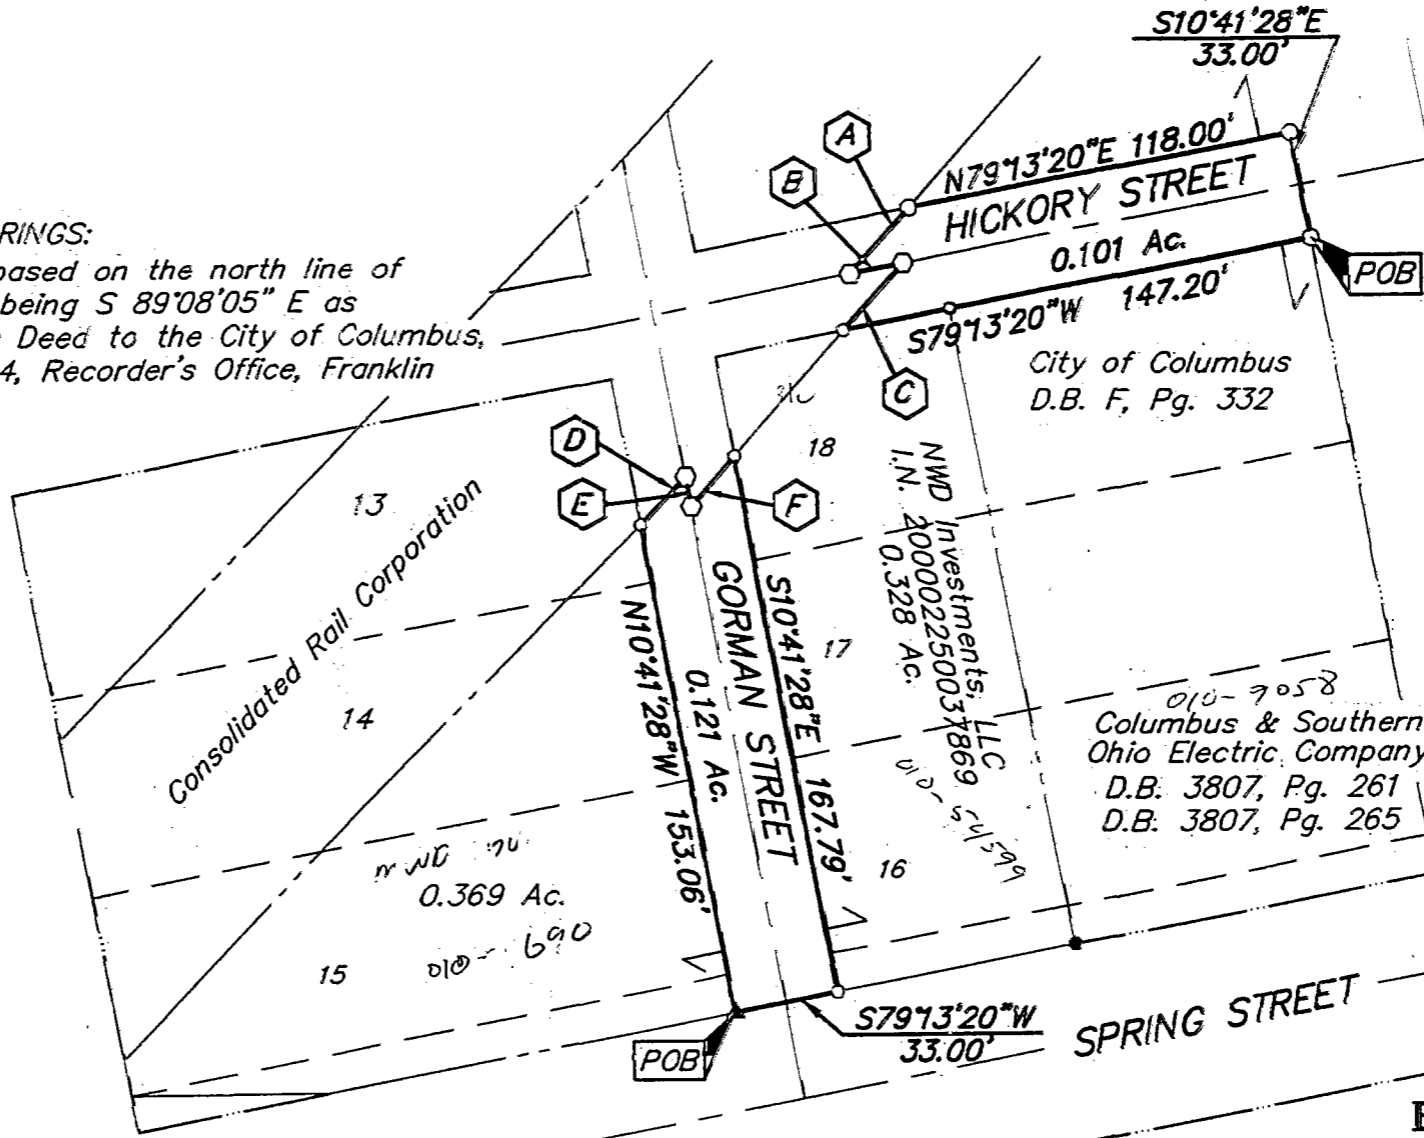 S10°41'28"E
33.00'
A
B
N79°13'20"E 118.00'
HICKORY STREET
0.101 Ac.
POB
S79°13'20"W 147.20'
RINGS:
based on the north line of
being S 89°08'05" E as
Deed to the City of Columbus,
4, Recorder's Office, Franklin
City of Columbus
D.B. F, Pg. 332
C
D
E
F
13
18
Consolidated Rail Corporation
NWD Investments, LLC
I.N. 200002250037869
0.328 Ac.
010-54599
14
17
N10°41'28"W 153.06'
0.121 Ac.
GORMAN STREET
S10°41'28"E 167.79'
010-9058
Columbus & Southern
Ohio Electric Company
D.B. 3807, Pg. 261
D.B. 3807, Pg. 265
0.369 Ac.
16
15
010-690
S79°13'20"W
33.00'
POB
SPRING STREET